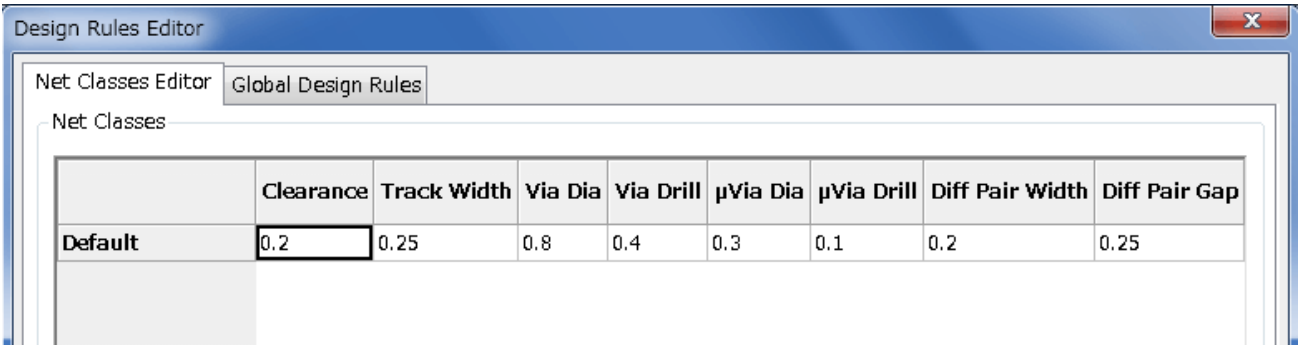 Design Rules Editor
Net Classes Editor Global Design Rules
Net Classes
Clearance Track Width Via Dia Via Drill µVia Dia µVia Drill Diff Pair Width Diff Pair Gap
Default 0.2 0.25 0.8 0.4 0.3 0.1 0.2 0.25